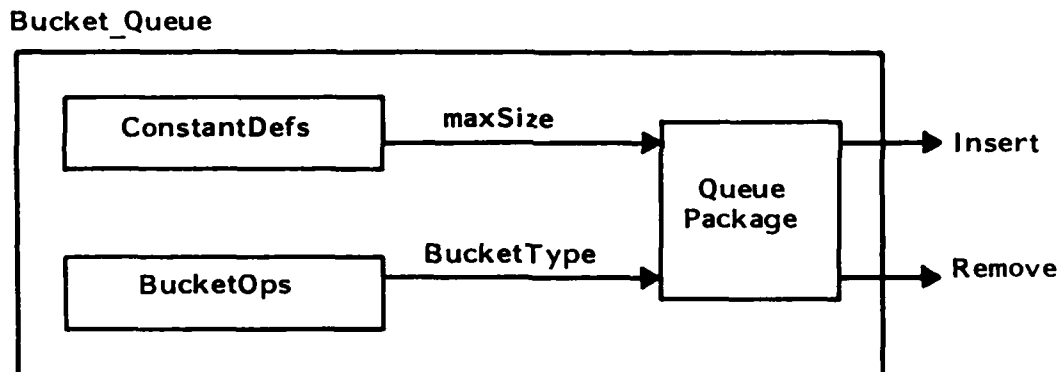 Bucket_Queue
ConstantDefs
maxSize
Insert
Queue
Package
BucketOps
BucketType
Remove